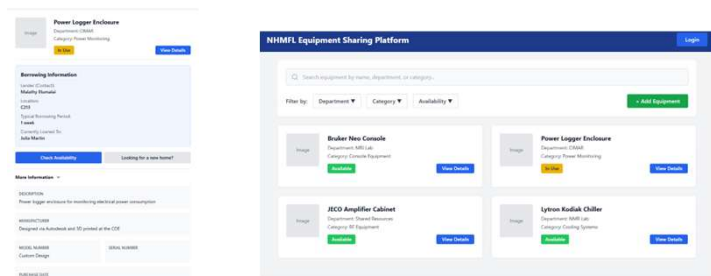 Image
Power Logger Enclosure
Department: CIMAR
Category: Power Monitoring
In Use
View Details
Borrowing Information
Lender (Contact):
Location:
C313
Typical Borrowing Period:
1 week
Currently Loaned To:
Julio Martin
Check Availability
Looking for a new home?
More Information
DESCRIPTION
Power logger enclosure for monitoring electrical power consumption
MANUFACTURER
Designed via Autodesk and 3D printed at the COE
MODEL NUMBER
Custom Design
SERIAL NUMBER
PURCHASE DATE
NHMFL Equipment Sharing Platform
Login
Search equipment by name, department, or category...
Filter by:
Department ▼
Category ▼
Availability ▼
+ Add Equipment
Image
Bruker Neo Console
Department: MRI Lab
Category: Console Equipment
Available
View Details
Image
Power Logger Enclosure
Department: CIMAR
Category: Power Monitoring
In Use
View Details
Image
JECO Amplifier Cabinet
Department: Shared Resources
Category: RF Equipment
Available
View Details
Image
Lytron Kodiak Chiller
Department: NMR Lab
Category: Cooling Systems
Available
View Details